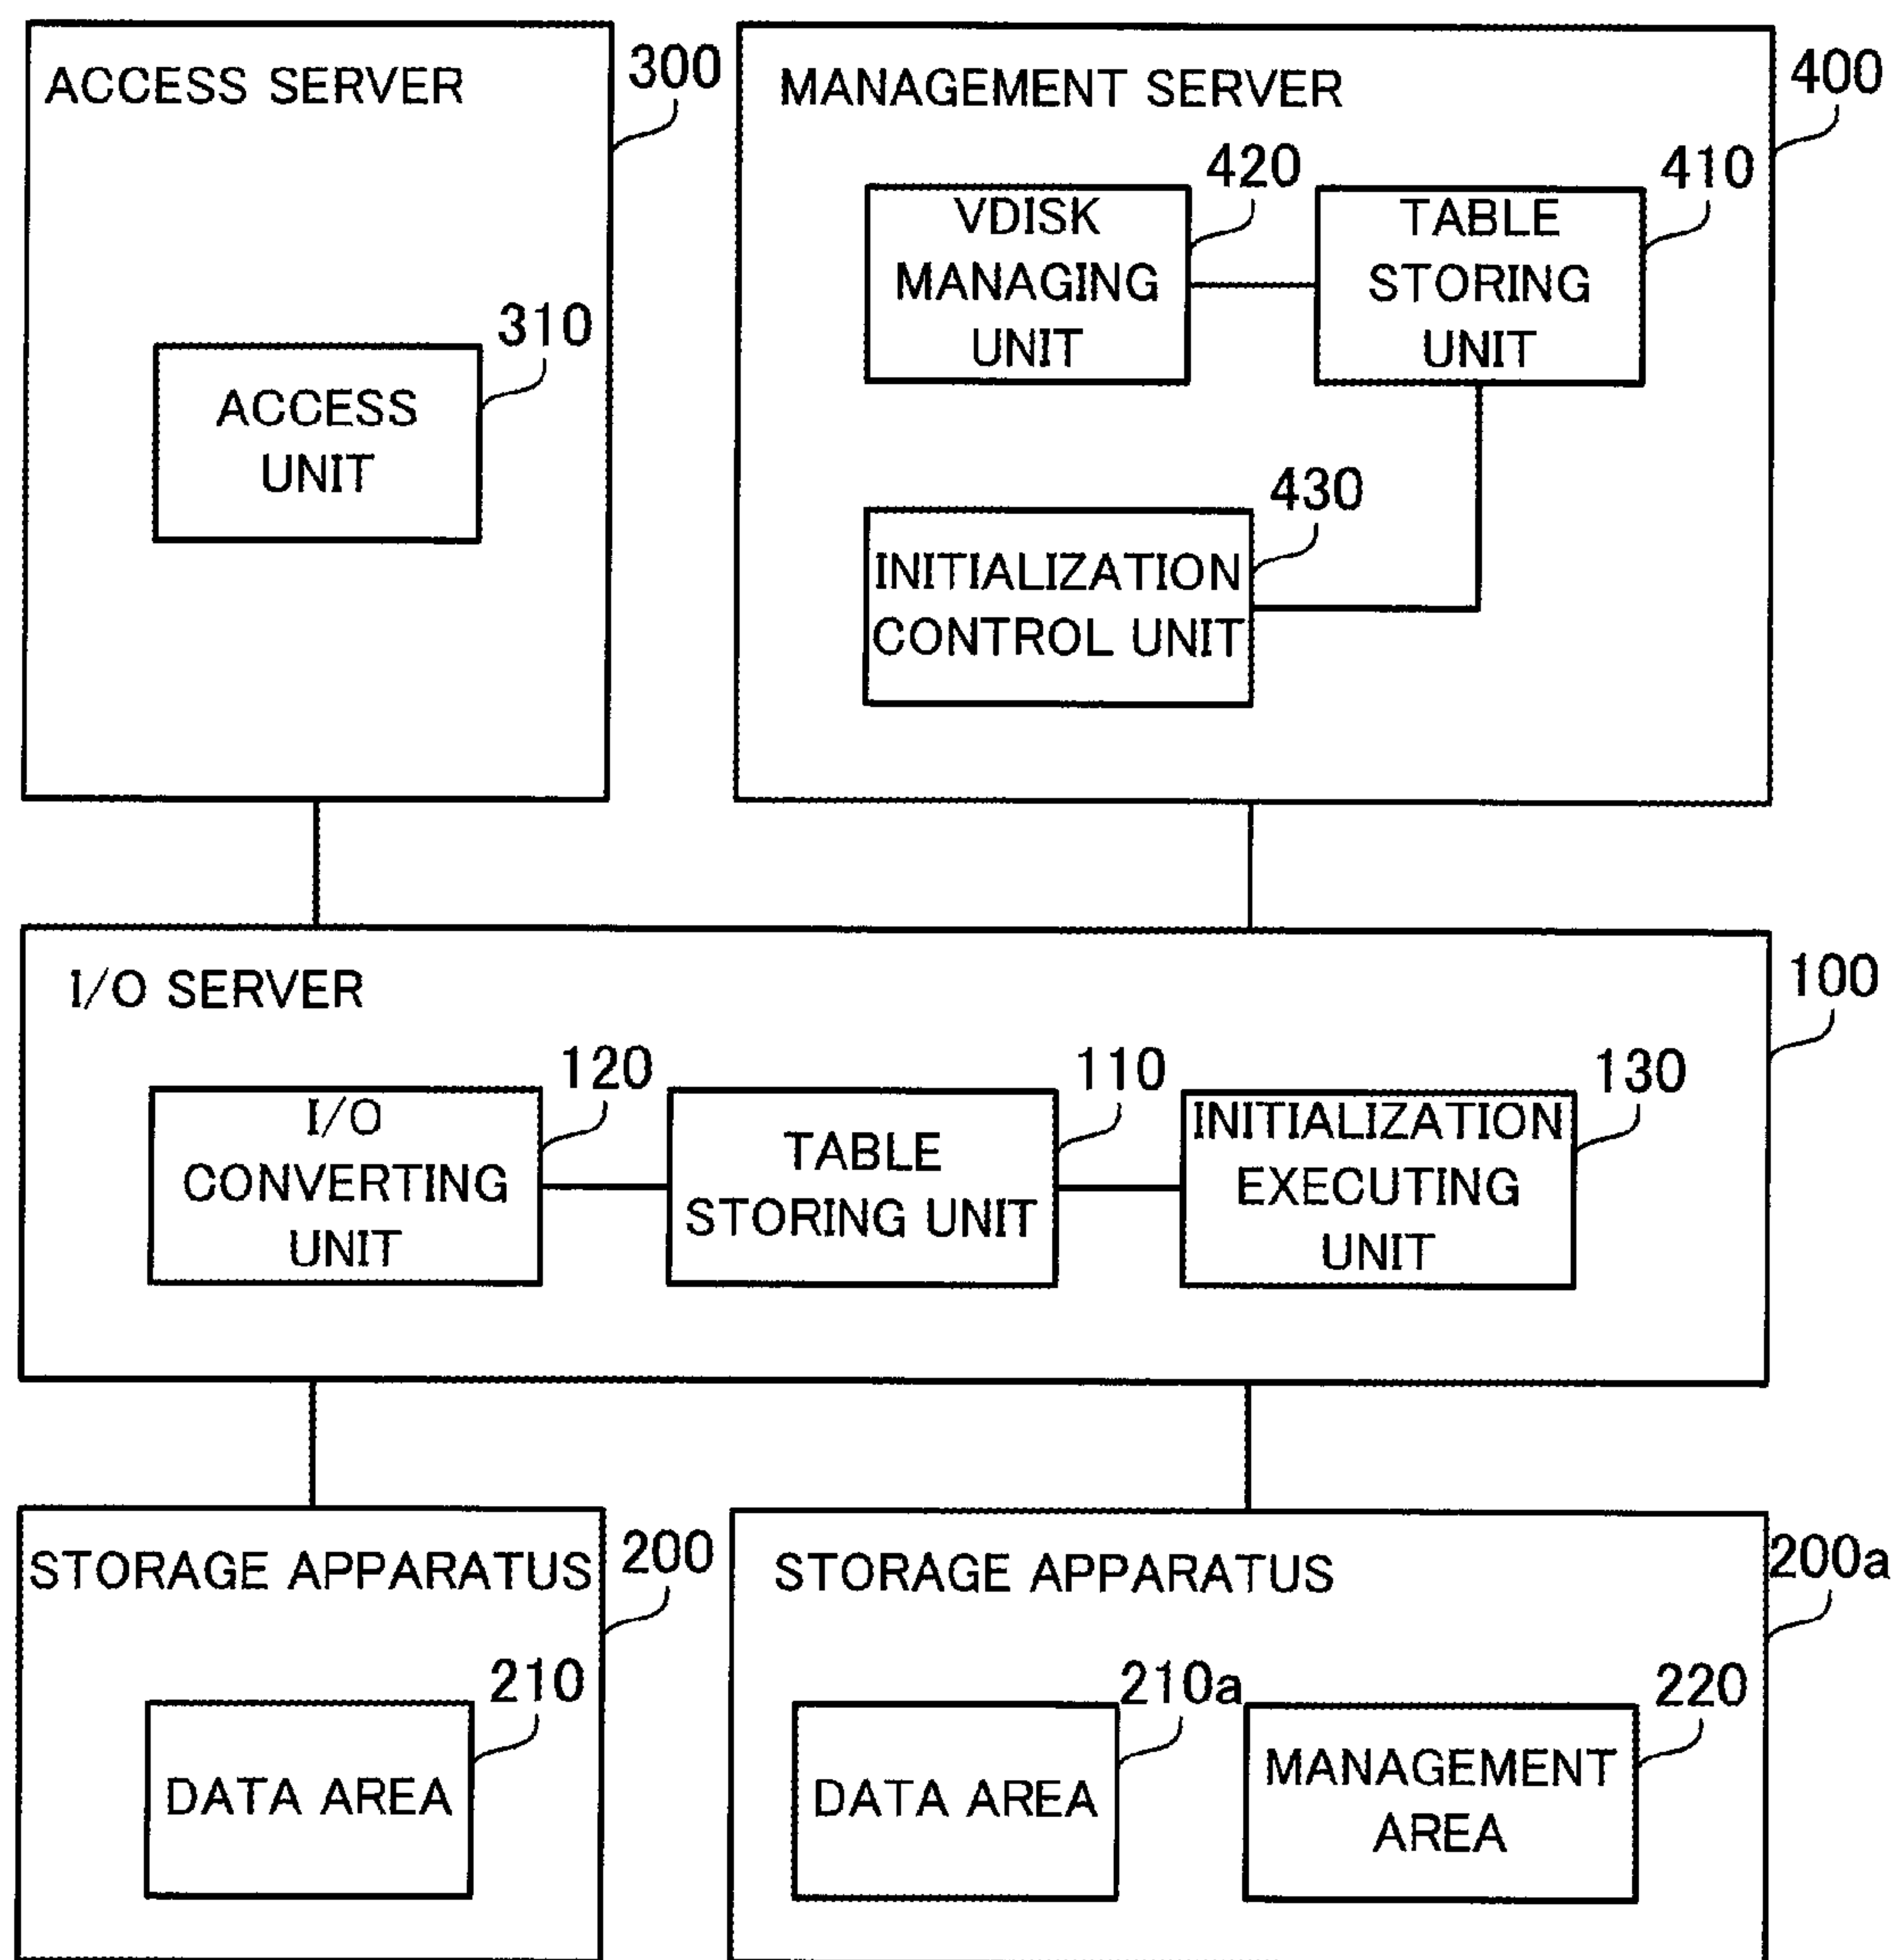 ACCESS SERVER
300
310
ACCESS
UNIT
MANAGEMENT SERVER
400
420
VDISK
MANAGING
UNIT
410
TABLE
STORING
UNIT
430
INITIALIZATION
CONTROL UNIT
I/O SERVER
100
120
I/O
CONVERTING
UNIT
110
TABLE
STORING UNIT
130
INITIALIZATION
EXECUTING
UNIT
STORAGE APPARATUS
200
210
DATA AREA
STORAGE APPARATUS
200a
210a
DATA AREA
220
MANAGEMENT
AREA